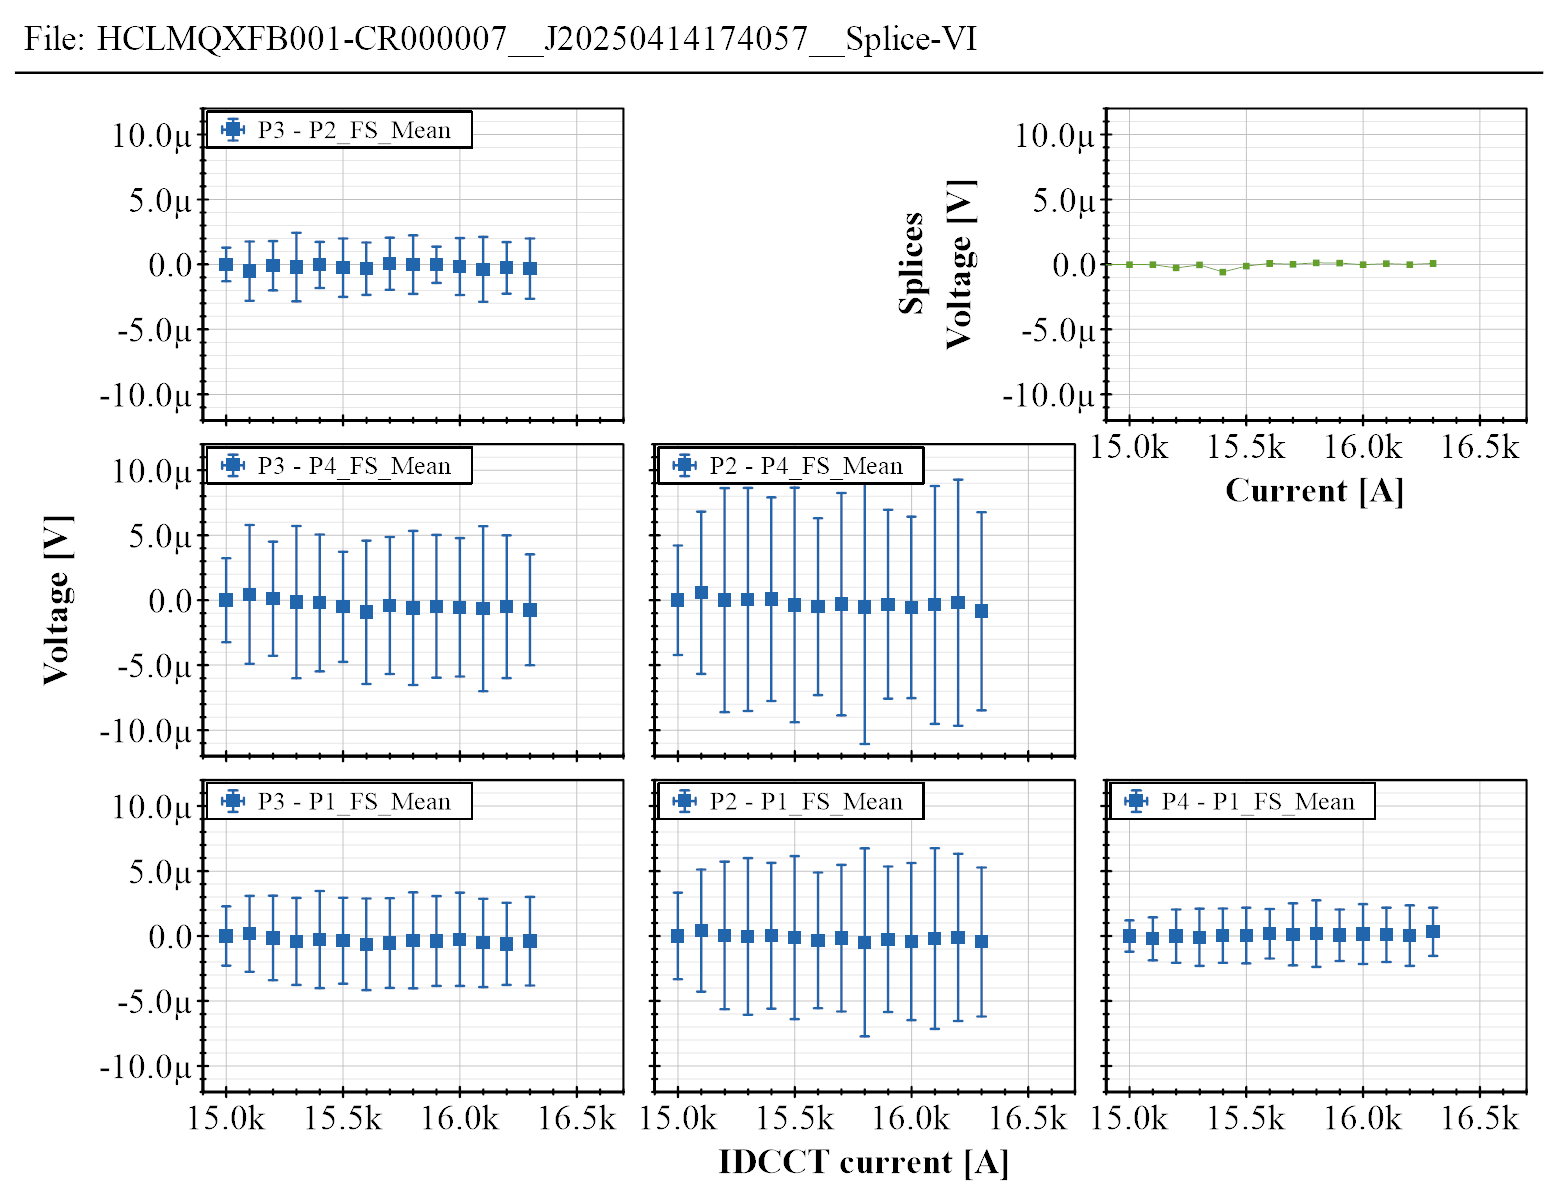 File: HCLMQXFB001-CR000007__J20250414174057__Splice-VI
P3 - P2_FS_Mean
10.0µ
5.0µ
0.0
-5.0µ
-10.0µ
Splices
Voltage [V]
10.0µ
5.0µ
0.0
-5.0µ
-10.0µ
15.0k 15.5k 16.0k 16.5k
Current [A]
Voltage [V]
P3 - P4_FS_Mean
10.0µ
5.0µ
0.0
-5.0µ
-10.0µ
P2 - P4_FS_Mean
P3 - P1_FS_Mean
10.0µ
5.0µ
0.0
-5.0µ
-10.0µ
15.0k 15.5k 16.0k 16.5k
P2 - P1_FS_Mean
15.0k 15.5k 16.0k 16.5k
P4 - P1_FS_Mean
15.0k 15.5k 16.0k 16.5k
IDCCT current [A]